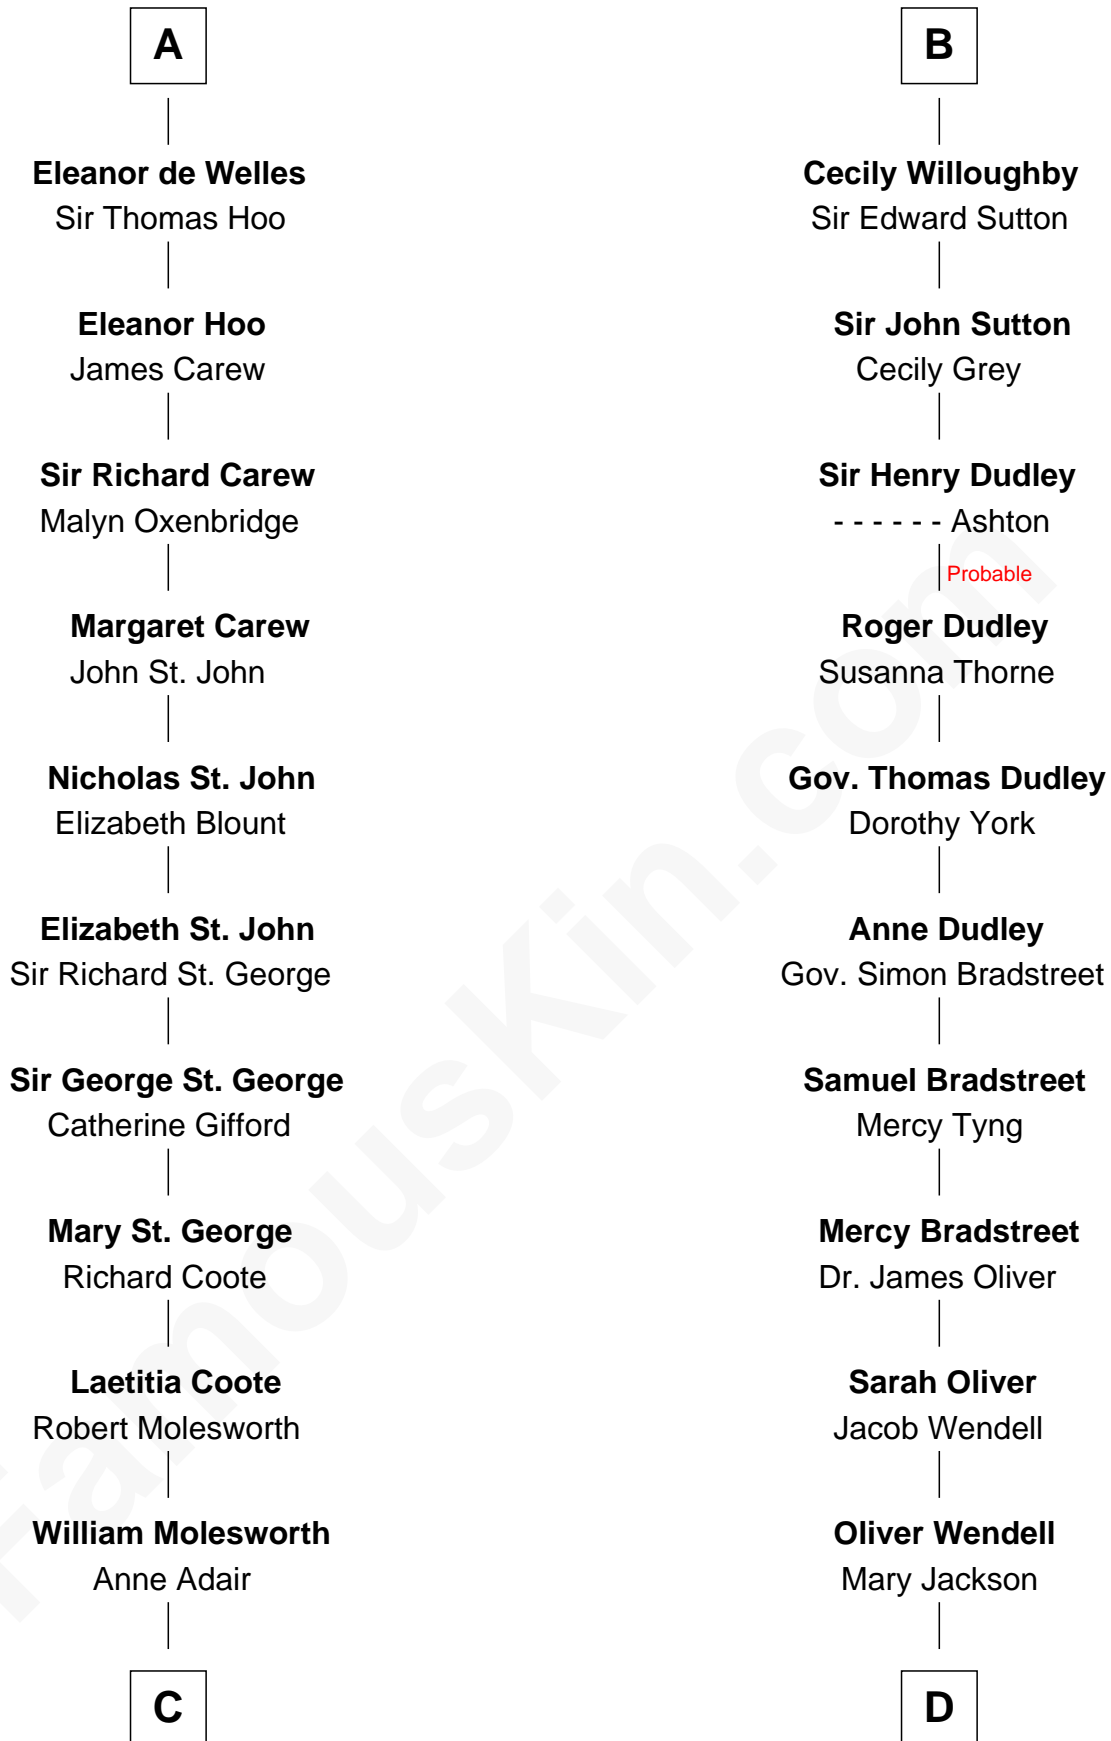 A
Eleanor de Welles
Sir Thomas Hoo
Eleanor Hoo
James Carew
Sir Richard Carew
Malyn Oxenbridge
Margaret Carew
John St. John
Nicholas St. John
Elizabeth Blount
Elizabeth St. John
Sir Richard St. George
Sir George St. George
Catherine Gifford
Mary St. George
Richard Coote
Laetitia Coote
Robert Molesworth
William Molesworth
Anne Adair
C
B
Cecily Willoughby
Sir Edward Sutton
Sir John Sutton
Cecily Grey
Sir Henry Dudley
- - - - - - Ashton
Probable
Roger Dudley
Susanna Thorne
Gov. Thomas Dudley
Dorothy York
Anne Dudley
Gov. Simon Bradstreet
Samuel Bradstreet
Mercy Tyng
Mercy Bradstreet
Dr. James Oliver
Sarah Oliver
Jacob Wendell
Oliver Wendell
Mary Jackson
D
FamousKin.com